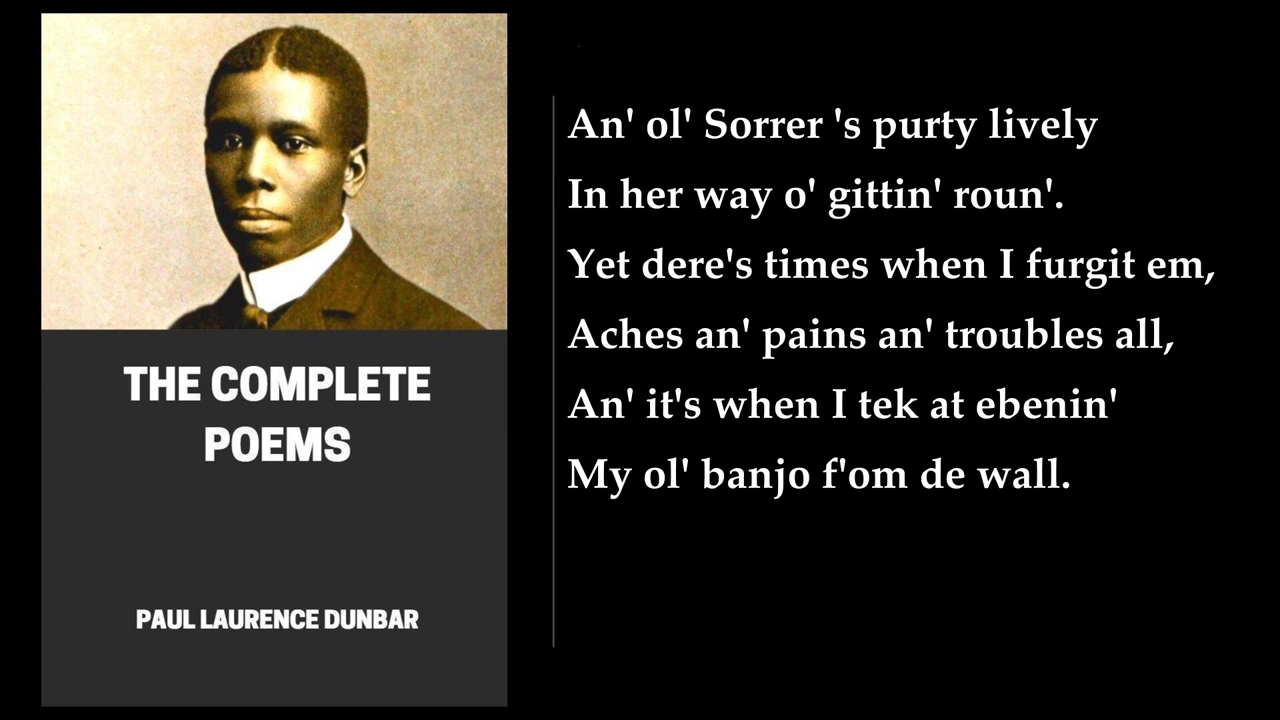 THE COMPLETE
POEMS
PAUL LAURENCE DUNBAR
An' ol' Sorrer 's purty lively
In her way o' gittin' roun'.
Yet dere's times when I furgit em,
Aches an' pains an' troubles all,
An' it's when I tek at ebenin'
My ol' banjo f'om de wall.